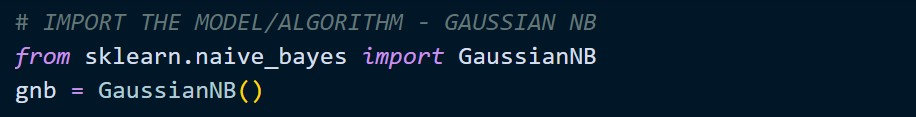 # IMPORT THE MODEL/ALGORITHM - GAUSSIAN NB
from sklearn.naive_bayes import GaussianNB
gnb = GaussianNB()